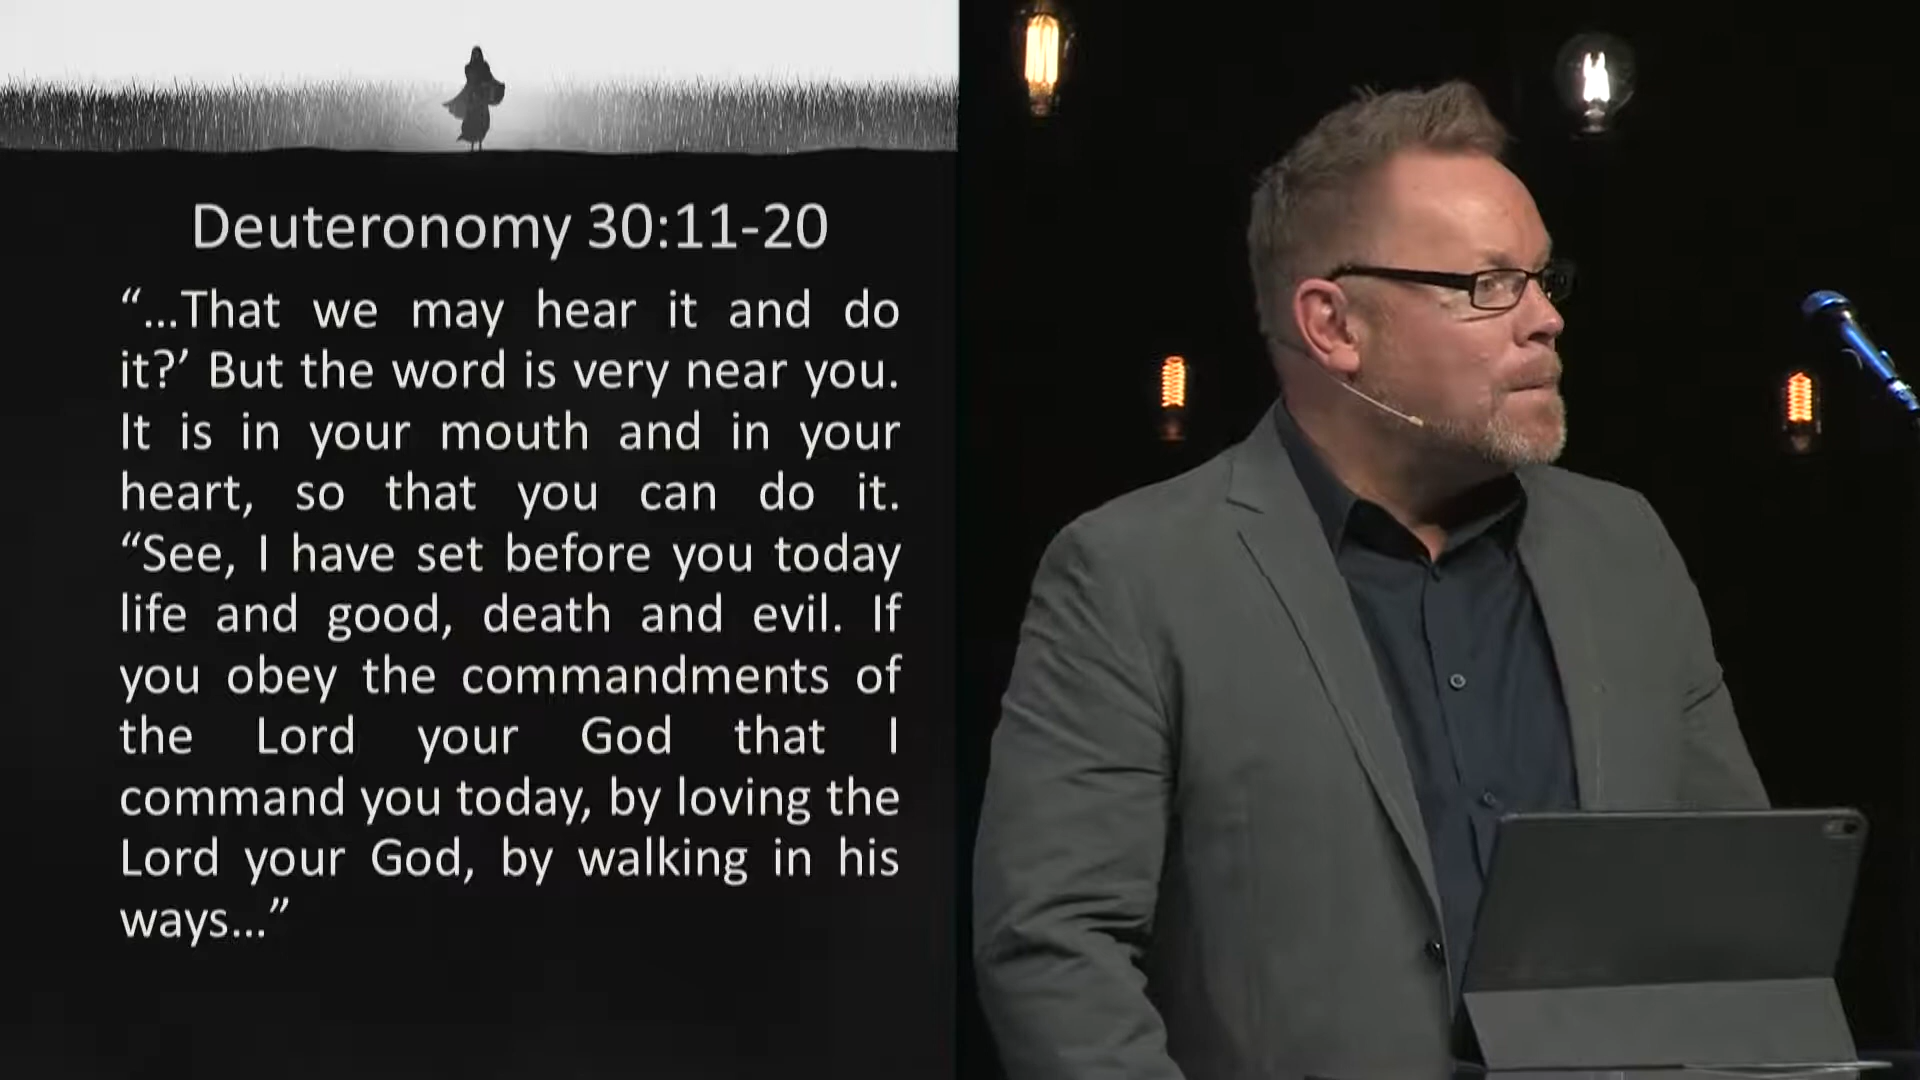 Deuteronomy 30:11-20
“...That we may hear it and do
it?’ But the word is very near you.
It is in your mouth and in your
heart, so that you can do it.
“See, I have set before you today
life and good, death and evil. If
you obey the commandments of
the Lord your God that I
command you today, by loving the
Lord your God, by walking in his
ways...”